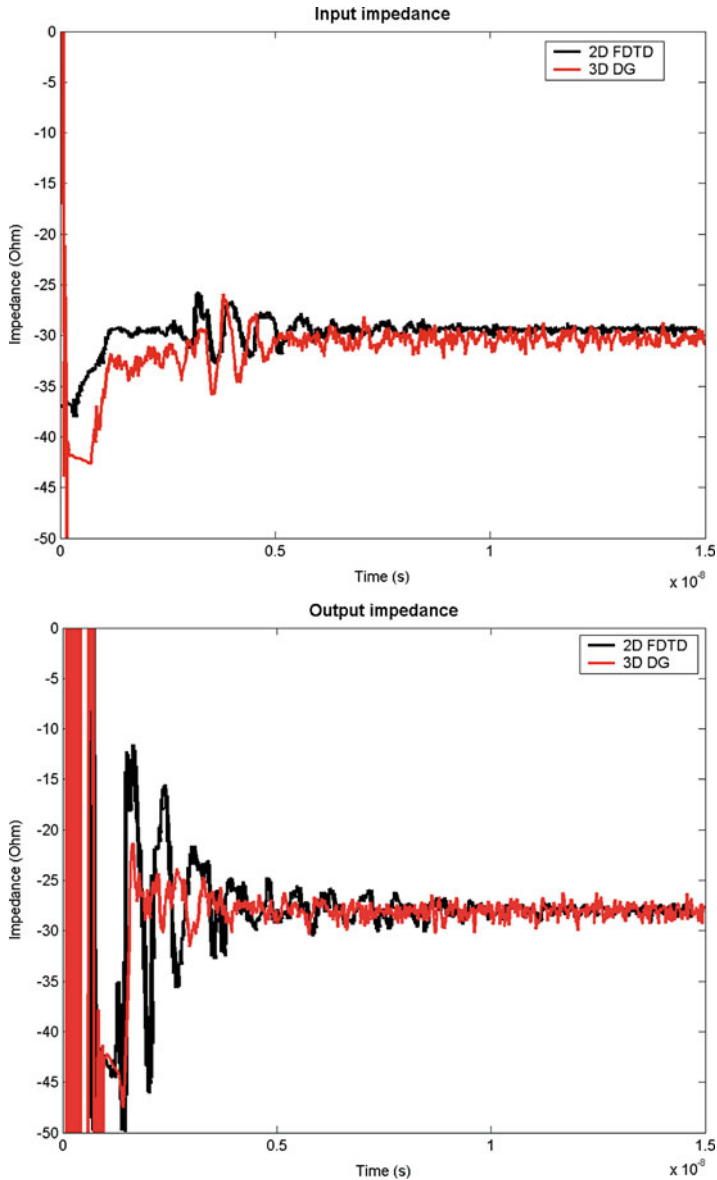 Input impedance
2D FDTD
3D DG
Impedance (Ohm)
0
-5
-10
-15
-20
-25
-30
-35
-40
-45
-50
0
0.5
1
1.5
Time (s)
x 10⁻⁸
Output impedance
2D FDTD
3D DG
Impedance (Ohm)
0
-5
-10
-15
-20
-25
-30
-35
-40
-45
-50
0
0.5
1
1.5
Time (s)
x 10⁻⁸